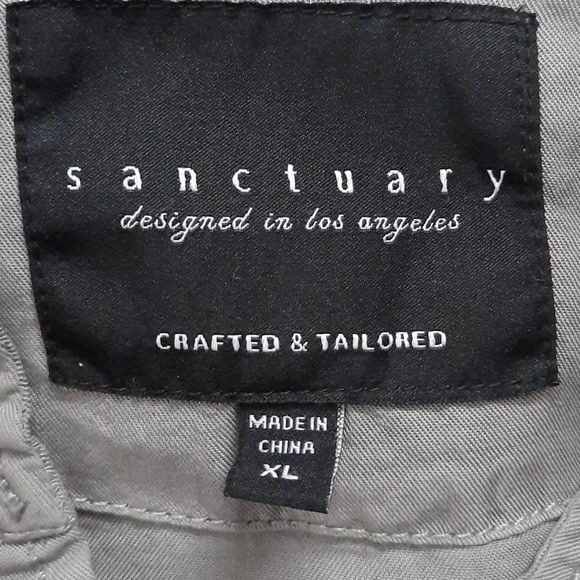 sanctuary
designed in los angeles
CRAFTED & TAILORED
MADE IN
CHINA
XL